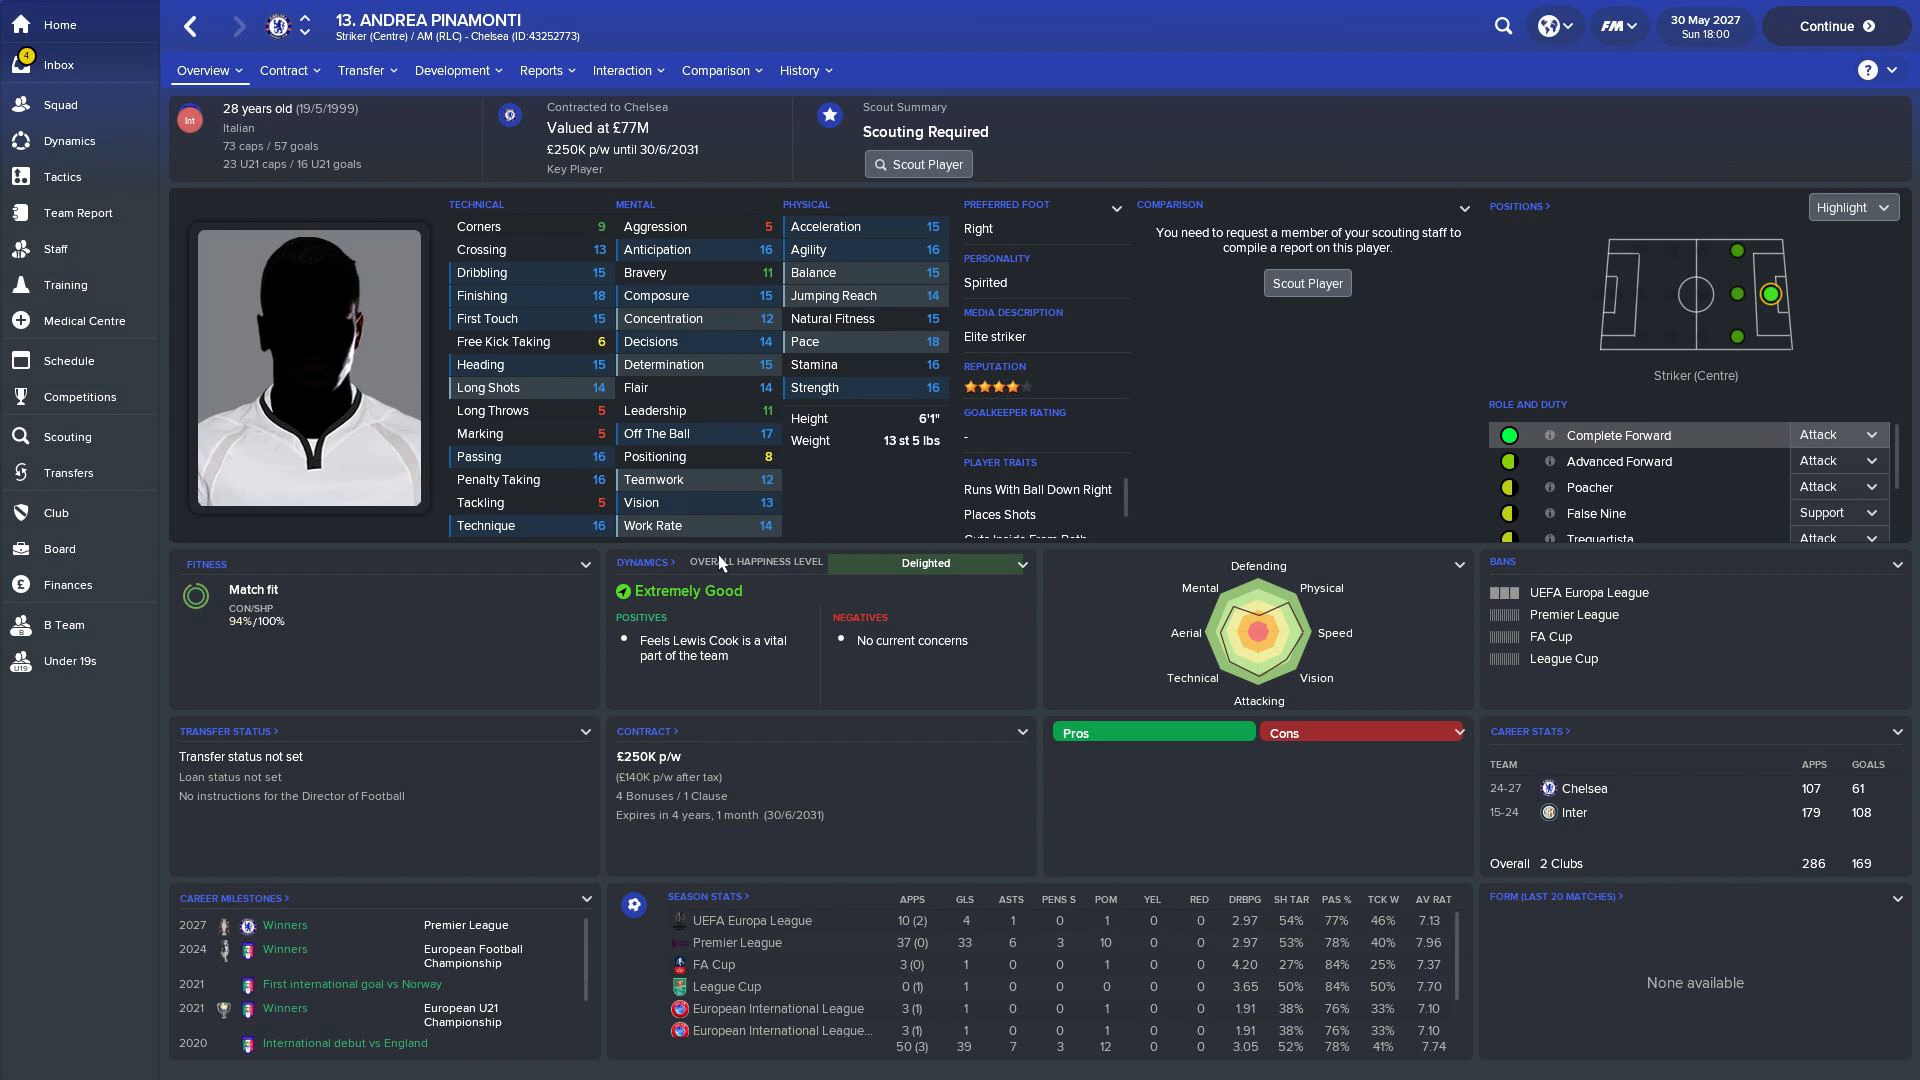 Home
4
Inbox
Squad
Dynamics
Tactics
Team Report
Staff
Training
Medical Centre
Schedule
Competitions
Scouting
Transfers
Club
Board
Finances
B Team
Under 19s
13. ANDREA PINAMONTI
Striker (Centre) / AM (RLC) - Chelsea (ID:43252773)
FM
30 May 2027
Sun 18:00
Continue
Overview Contract Transfer Development Reports Interaction Comparison History
?
Int
28 years old (19/5/1999)
Italian
73 caps / 57 goals
23 U21 caps / 16 U21 goals
Contracted to Chelsea
Valued at £77M
£250K p/w until 30/6/2031
Key Player
Scout Summary
Scouting Required
Scout Player
TECHNICAL
Corners 9
Crossing 13
Dribbling 15
Finishing 18
First Touch 15
Free Kick Taking 6
Heading 15
Long Shots 14
Long Throws 5
Marking 5
Passing 16
Penalty Taking 16
Tackling 5
Technique 16
MENTAL
Aggression 5
Anticipation 16
Bravery 11
Composure 15
Concentration 12
Decisions 14
Determination 15
Flair 14
Leadership 11
Off The Ball 17
Positioning 8
Teamwork 12
Vision 13
Work Rate 14
PHYSICAL
Acceleration 15
Agility 16
Balance 15
Jumping Reach 14
Natural Fitness 15
Pace 18
Stamina 16
Strength 16
Height 6'1"
Weight 13 st 5 lbs
PREFERRED FOOT
Right
PERSONALITY
Spirited
MEDIA DESCRIPTION
Elite striker
REPUTATION
GOALKEEPER RATING
-
PLAYER TRAITS
Runs With Ball Down Right
Places Shots
Cuts Inside From Both
COMPARISON
You need to request a member of your scouting staff to
compile a report on this player.
Scout Player
POSITIONS >
Highlight
Striker (Centre)
ROLE AND DUTY
Complete Forward Attack
Advanced Forward Attack
Poacher Attack
False Nine Support
Trequartista Attack
FITNESS
Match fit
CON/SHP
94%/100%
DYNAMICS > OVERALL HAPPINESS LEVEL Delighted
Extremely Good
POSITIVES
Feels Lewis Cook is a vital
part of the team
NEGATIVES
No current concerns
Defending
Physical
Speed
Vision
Attacking
Technical
Aerial
Mental
BANS
UEFA Europa League
Premier League
FA Cup
League Cup
TRANSFER STATUS >
Transfer status not set
Loan status not set
No instructions for the Director of Football
CONTRACT >
£250K p/w
(£140K p/w after tax)
4 Bonuses / 1 Clause
Expires in 4 years, 1 month (30/6/2031)
Pros
Cons
CAREER STATS >
TEAM APPS GOALS
24-27 Chelsea 107 61
15-24 Inter 179 108
Overall 2 Clubs 286 169
CAREER MILESTONES >
2027 Winners Premier League
2024 Winners European Football
Championship
2021 First international goal vs Norway
2021 Winners European U21
Championship
2020 International debut vs England
SEASON STATS > APPS GLS ASTS PENS S POM YEL RED DRBPG SH TAR PAS % TCK W AV RAT
UEFA Europa League 10 (2) 4 1 0 1 0 0 2.97 54% 77% 46% 7.13
Premier League 37 (0) 33 6 3 10 0 0 2.97 53% 78% 40% 7.96
FA Cup 3 (0) 1 0 0 1 0 0 4.20 27% 84% 25% 7.37
League Cup 0 (1) 1 0 0 0 0 0 3.65 50% 84% 50% 7.70
European International League 3 (1) 1 0 0 1 0 0 1.91 38% 76% 33% 7.10
European International League... 3 (1) 1 0 0 1 0 0 1.91 38% 76% 33% 7.10
50 (3) 39 7 3 12 0 0 3.05 52% 78% 41% 7.74
FORM (LAST 20 MATCHES) >
None available